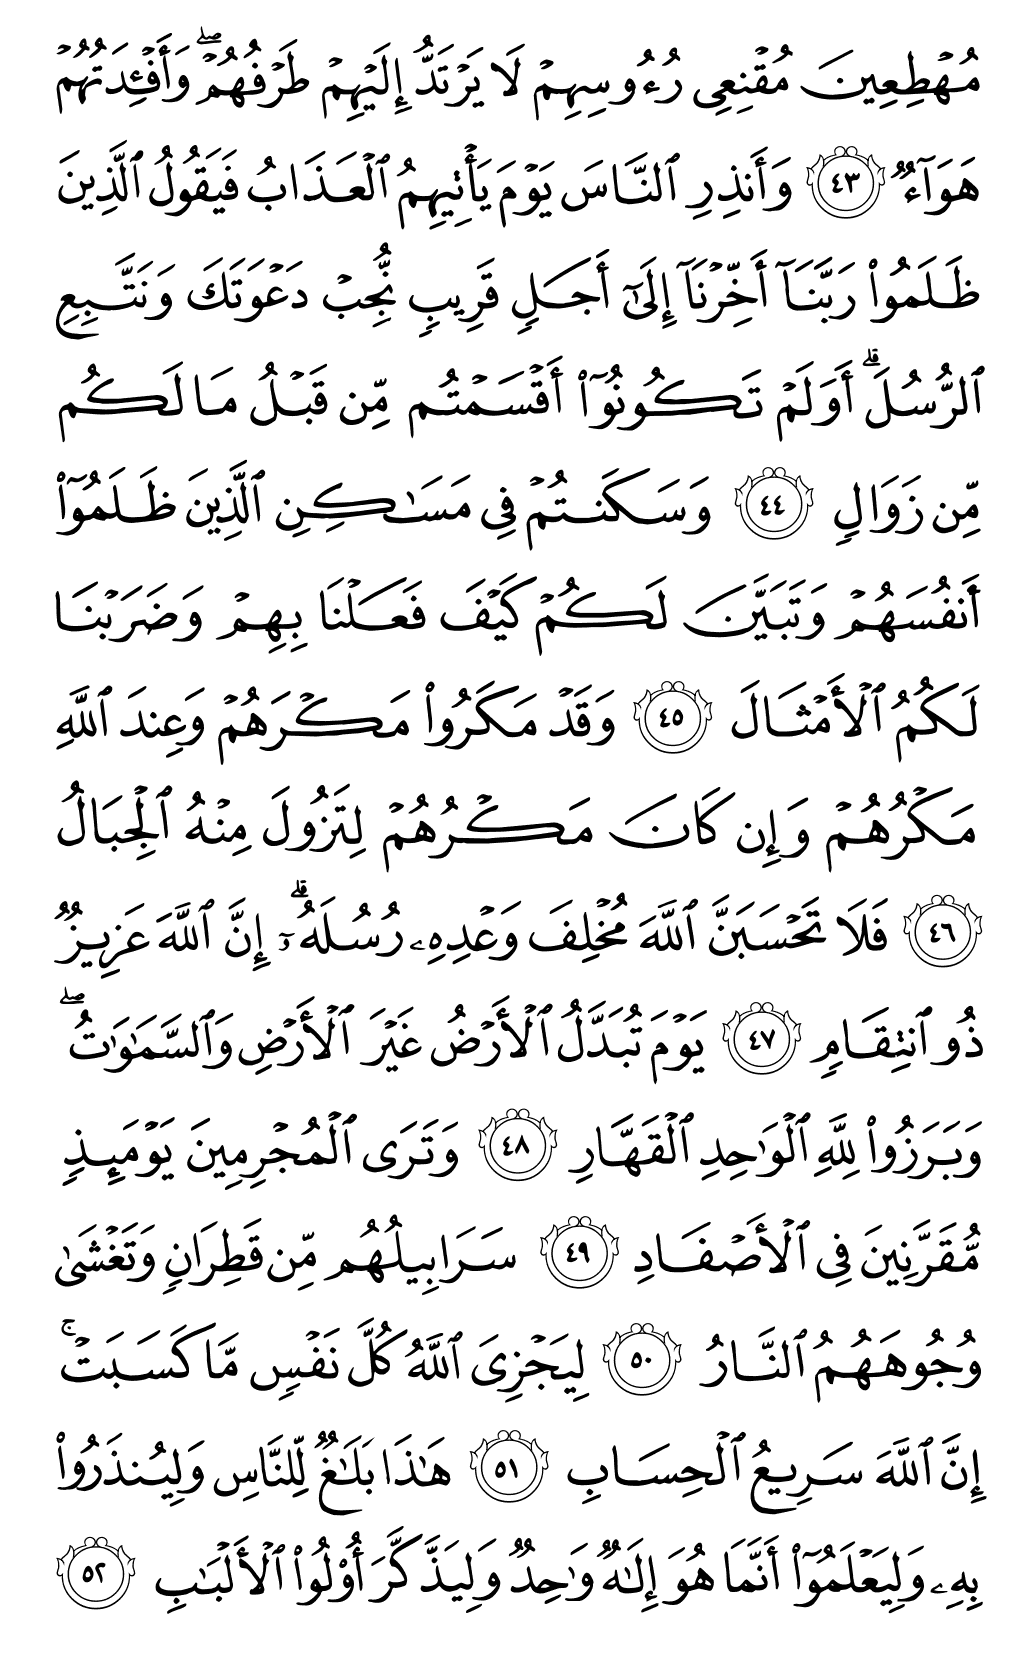 مُهۡطِعِينَ مُقۡنِعِي رُءُوسِهِمۡ لَا يَرۡتَدُّ إِلَيۡهِمۡ طَرۡفُهُمۡۖ وَأَفۡـِٔدَتُهُمۡ
هَوَآءٞ ٤٣ وَأَنذِرِ ٱلنَّاسَ يَوۡمَ يَأۡتِيهِمُ ٱلۡعَذَابُ فَيَقُولُ ٱلَّذِينَ
ظَلَمُواْ رَبَّنَآ أَخِّرۡنَآ إِلَىٰٓ أَجَلٖ قَرِيبٖ نُّجِبۡ دَعۡوَتَكَ وَنَتَّبِعِ
ٱلرُّسُلَۗ أَوَلَمۡ تَكُونُوٓاْ أَقۡسَمۡتُم مِّن قَبۡلُ مَا لَكُم
مِّن زَوَالٖ ٤٤ وَسَكَنتُمۡ فِي مَسَٰكِنِ ٱلَّذِينَ ظَلَمُوٓاْ
أَنفُسَهُمۡ وَتَبَيَّنَ لَكُمۡ كَيۡفَ فَعَلۡنَا بِهِمۡ وَضَرَبۡنَا
لَكُمُ ٱلۡأَمۡثَالَ ٤٥ وَقَدۡ مَكَرُواْ مَكۡرَهُمۡ وَعِندَ ٱللَّهِ
مَكۡرُهُمۡ وَإِن كَانَ مَكۡرُهُمۡ لِتَزُولَ مِنۡهُ ٱلۡجِبَالُ
٤٦ فَلَا تَحۡسَبَنَّ ٱللَّهَ مُخۡلِفَ وَعۡدِهِۦ رُسُلَهُۥٓۗ إِنَّ ٱللَّهَ عَزِيزٞ
ذُو ٱنتِقَامٖ ٤٧ يَوۡمَ تُبَدَّلُ ٱلۡأَرۡضُ غَيۡرَ ٱلۡأَرۡضِ وَٱلسَّمَٰوَٰتُۖ
وَبَرَزُواْ لِلَّهِ ٱلۡوَٰحِدِ ٱلۡقَهَّارِ ٤٨ وَتَرَى ٱلۡمُجۡرِمِينَ يَوۡمَئِذٖ
مُّقَرَّنِينَ فِي ٱلۡأَصۡفَادِ ٤٩ سَرَابِيلُهُم مِّن قَطِرَانٖ وَتَغۡشَىٰ
وُجُوهَهُمُ ٱلنَّارُ ٥٠ لِيَجۡزِيَ ٱللَّهُ كُلَّ نَفۡسٖ مَّا كَسَبَتۡۚ
إِنَّ ٱللَّهَ سَرِيعُ ٱلۡحِسَابِ ٥١ هَٰذَا بَلَٰغٞ لِّلنَّاسِ وَلِيُنذَرُواْ
بِهِۦ وَلِيَعۡلَمُوٓاْ أَنَّمَا هُوَ إِلَٰهٞ وَٰحِدٞ وَلِيَذَّكَّرَ أُوْلُواْ ٱلۡأَلۡبَٰبِ ٥٢